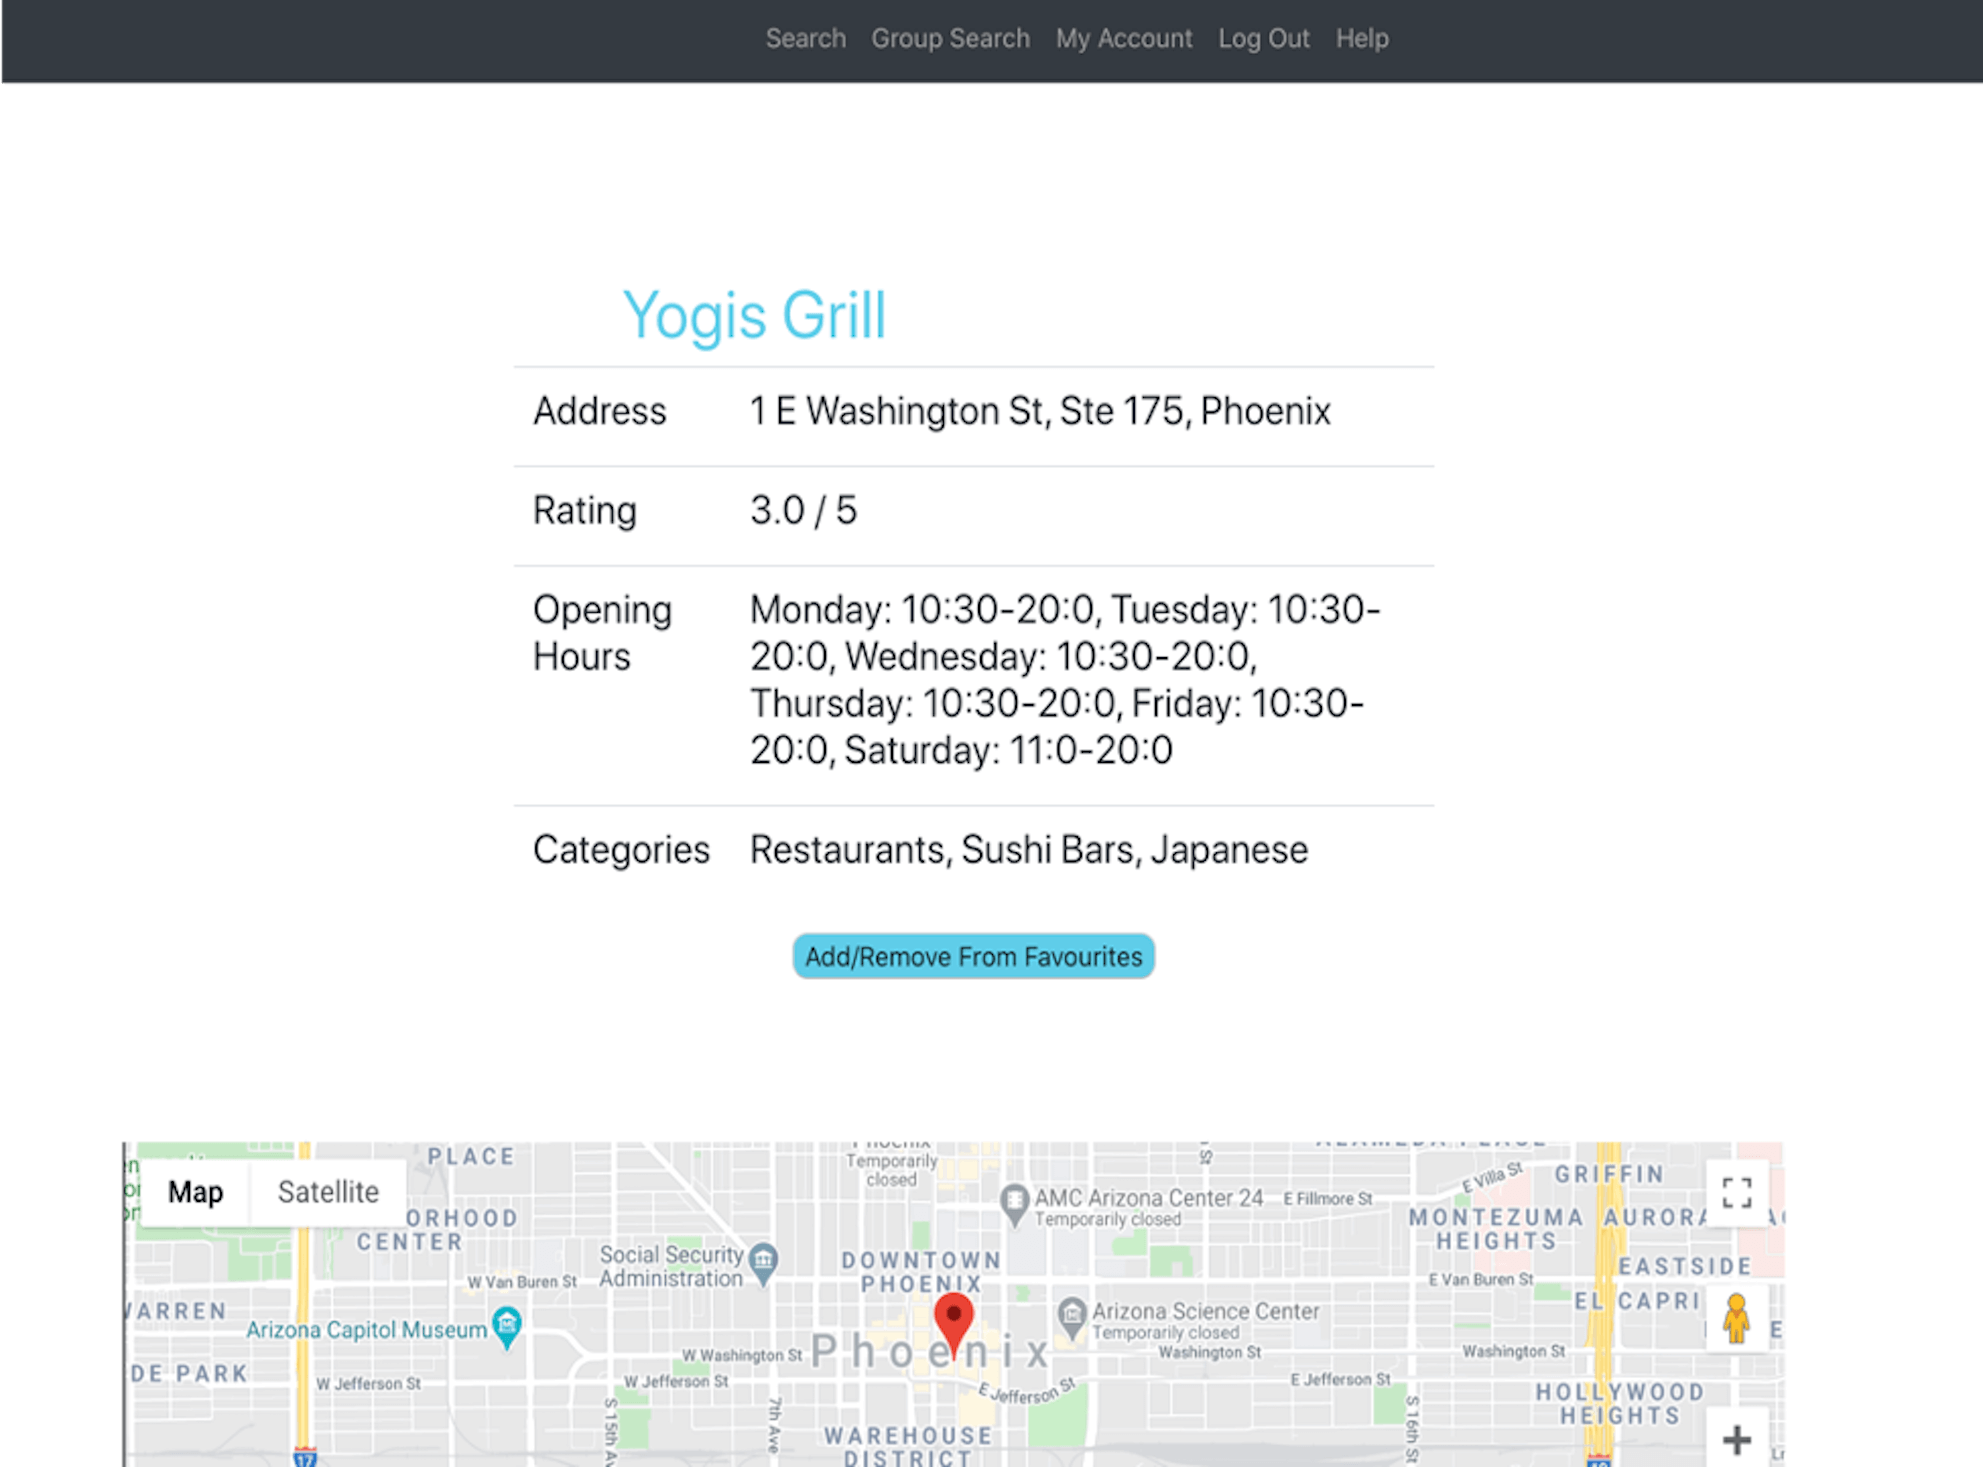 Search Group Search My Account Log Out Help
Yogis Grill
Address 1 E Washington St, Ste 175, Phoenix
Rating 3.0 / 5
Opening Hours
Monday: 10:30-20:0, Tuesday: 10:30-
20:0, Wednesday: 10:30-20:0,
Thursday: 10:30-20:0, Friday: 10:30-
20:0, Saturday: 11:0-20:0
Categories Restaurants, Sushi Bars, Japanese
Add/Remove From Favourites
Map Satellite
PLACE
ORHOOD
CENTER
Temporarily
closed
AMC Arizona Center 24
Temporarily closed
E Fillmore St
E Villa St
GRIFFIN
MONTEZUMA
HEIGHTS
AURORA
EASTSIDE
Social Security
Administration
DOWNTOWN
PHOENIX
W Van Buren St
E Van Buren St
EL CAPRI
WARREN
Arizona Capitol Museum
Arizona Science Center
Temporarily closed
W Washington St
Phoenix
Washington St
Washington St
DE PARK
W Jefferson St
W Jefferson St
E Jefferson St
E Jefferson St
HOLLYWOOD
HEIGHTS
S 15th Av
7th Ave
S 16th St
WAREHOUSE
DISTRICT
17